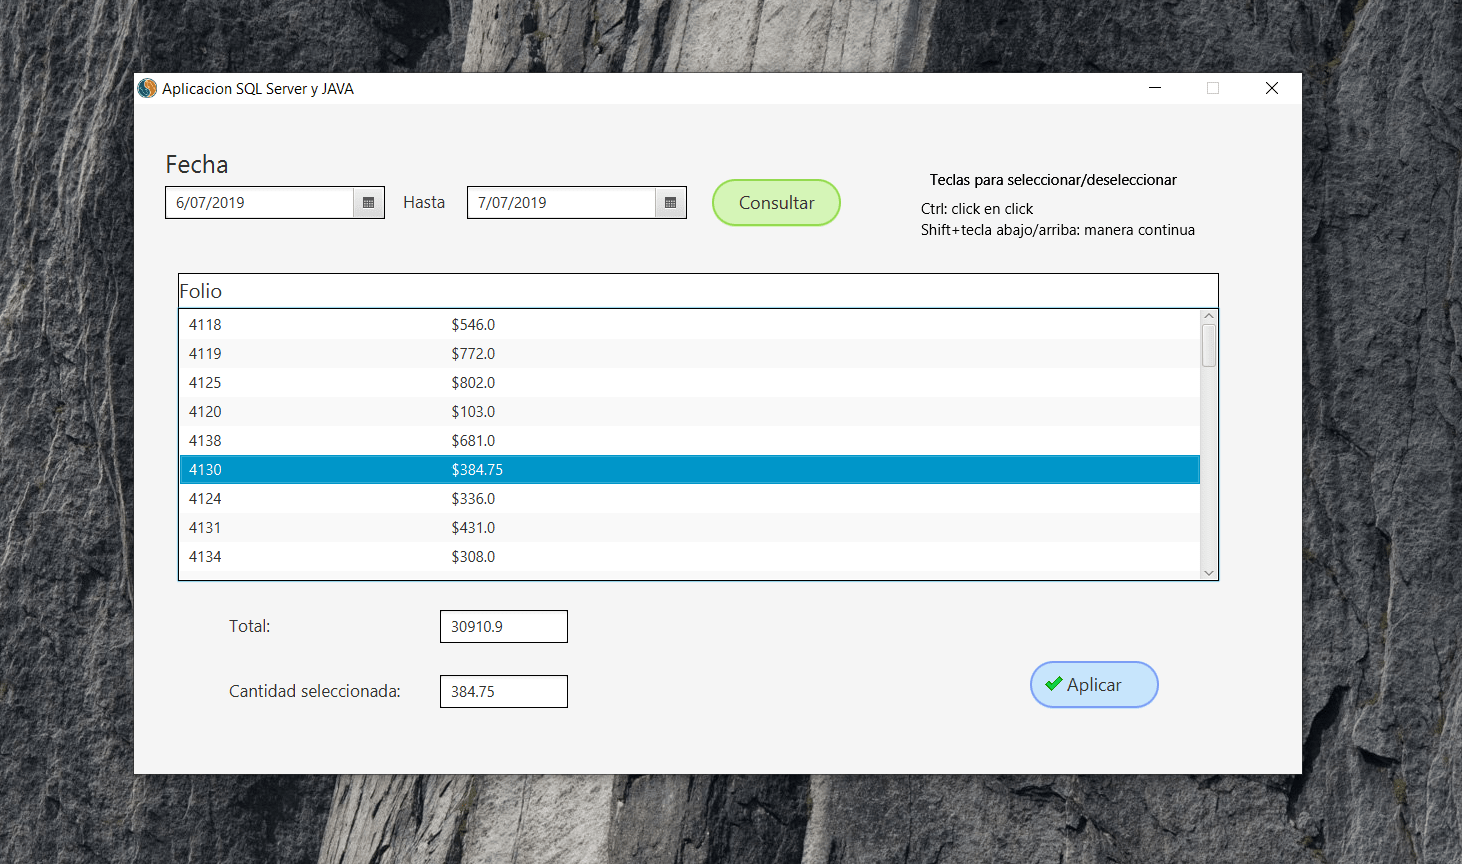 Aplicacion SQL Server y JAVA
Fecha
6/07/2019 Hasta 7/07/2019 Consultar
Teclas para seleccionar/deseleccionar
Ctrl: click en click
Shift+tecla abajo/arriba: manera continua
Folio
4118 $546.0
4119 $772.0
4125 $802.0
4120 $103.0
4138 $681.0
4130 $384.75
4124 $336.0
4131 $431.0
4134 $308.0
Total: 30910.9
Cantidad seleccionada: 384.75
Aplicar